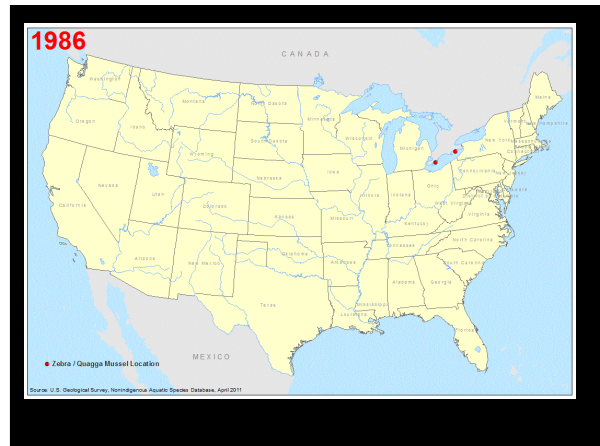 1986
CANADA
Washington
Montana
North Dakota
Minnesota
Maine
Oregon
Idaho
South Dakota
Wisconsin
Michigan
New York
Vermont
New Hampshire
Wyoming
Nebraska
Iowa
Pennsylvania
Nevada
Utah
Colorado
Illinois
Indiana
Ohio
California
Kansas
Missouri
West Virginia
Virginia
Kentucky
Arizona
New Mexico
Oklahoma
Arkansas
Tennessee
North Carolina
South Carolina
Texas
Mississippi
Alabama
Georgia
Louisiana
Florida
MEXICO
Zebra / Quagga Mussel Location
Source: U.S. Geological Survey, Nonindigenous Aquatic Species Database, April 2011